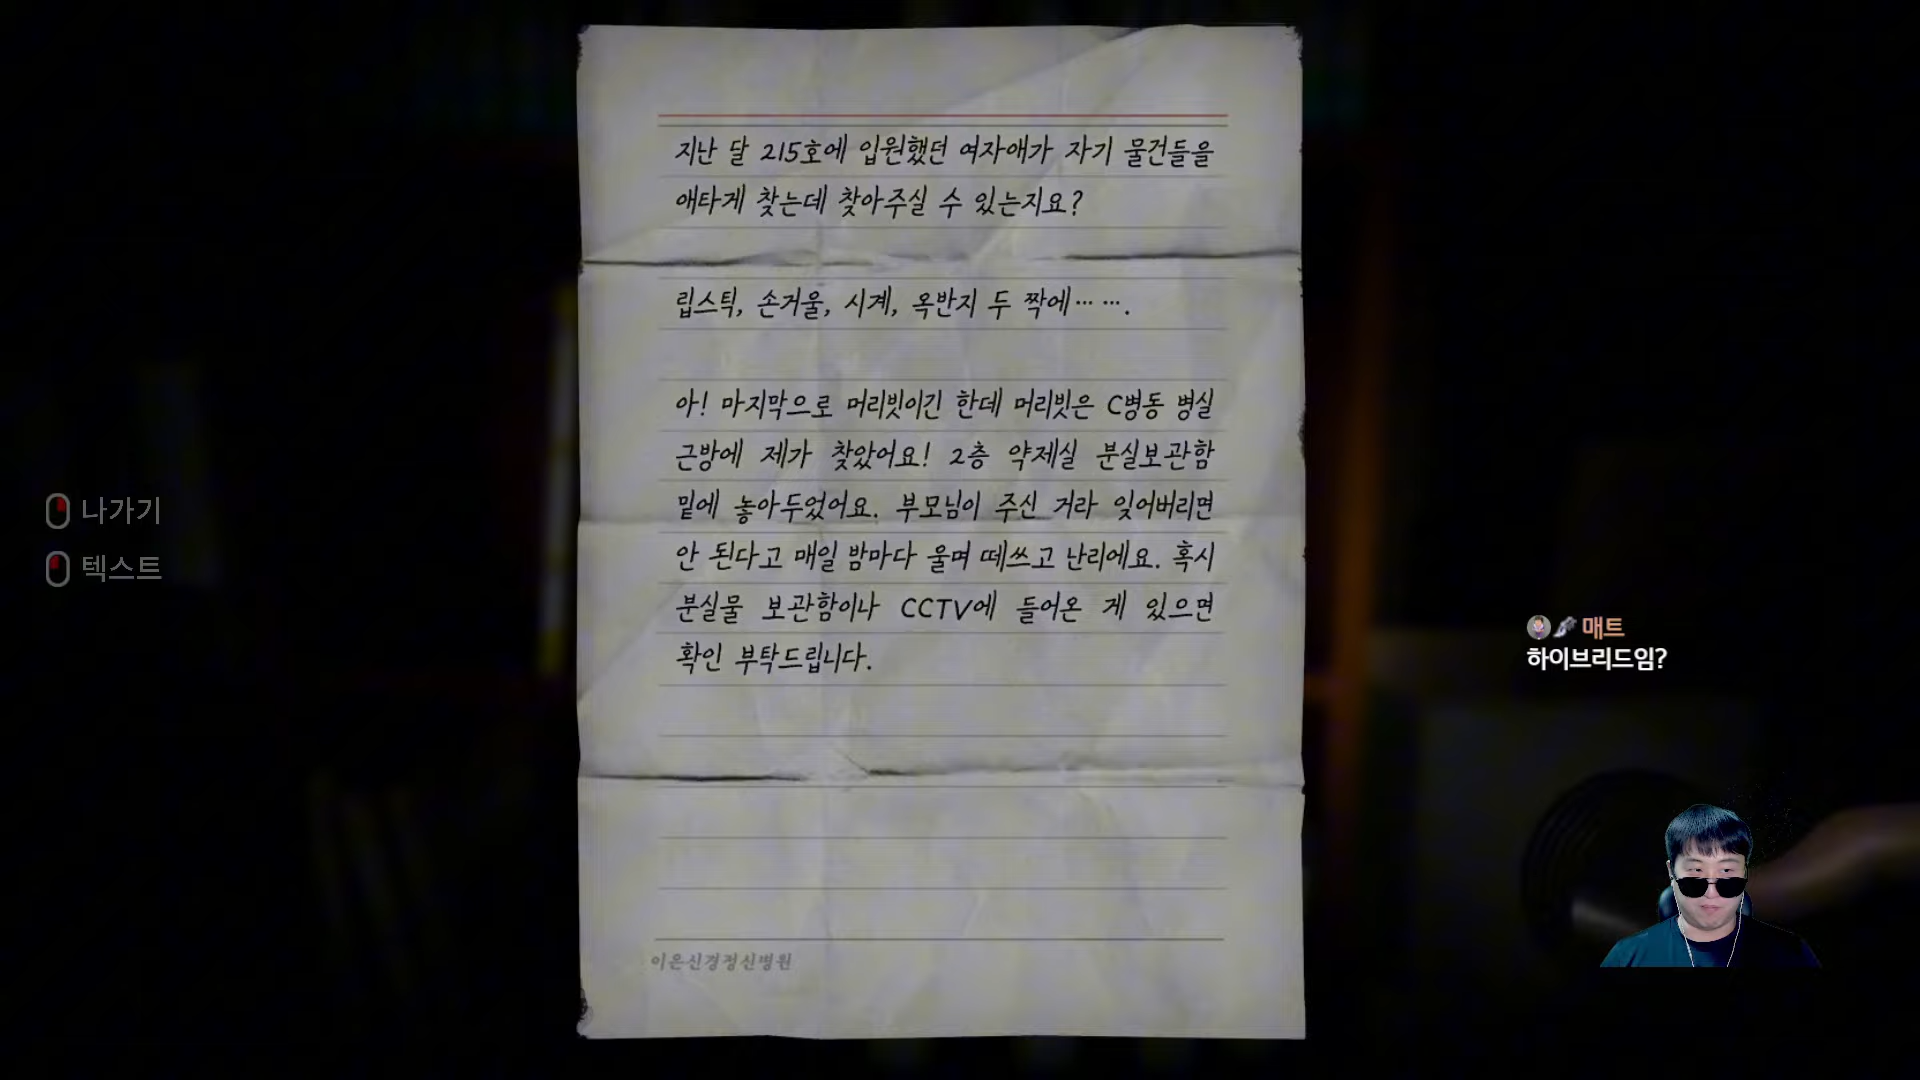 지난 달 215호에 입원했던 여자애가 자기 물건들을
애타게 찾는데 찾아주실 수 있는지요?
립스틱, 손거울, 시계, 옥반지 두 짝에… ….
아! 마지막으로 머리빗이긴 한데 머리빗은 C병동 병실
근방에 제가 찾았어요! 2층 약제실 분실보관함
밑에 놓아두었어요. 부모님이 주신 거라 잊어버리면
안 된다고 매일 밤마다 울며 떼쓰고 난리에요. 혹시
분실물 보관함이나 CCTV에 들어온 게 있으면
확인 부탁드립니다.
이은신경정신병원
나가기
텍스트
매트
하이브리드임?